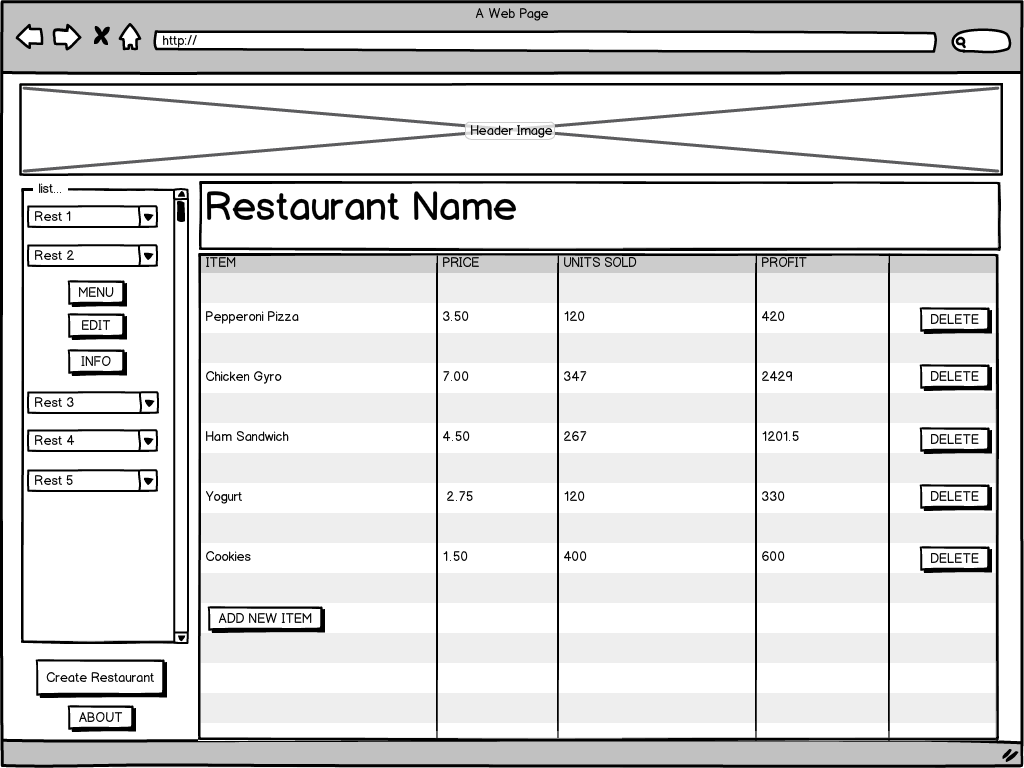 A Web Page
http://
Header Image
list...
Rest 1
Rest 2
MENU
EDIT
INFO
Rest 3
Rest 4
Rest 5
Create Restaurant
ABOUT
Restaurant Name
ITEM PRICE UNITS SOLD PROFIT
Pepperoni Pizza 3.50 120 420 DELETE
Chicken Gyro 7.00 347 2429 DELETE
Ham Sandwich 4.50 267 1201.5 DELETE
Yogurt 2.75 120 330 DELETE
Cookies 1.50 400 600 DELETE
ADD NEW ITEM